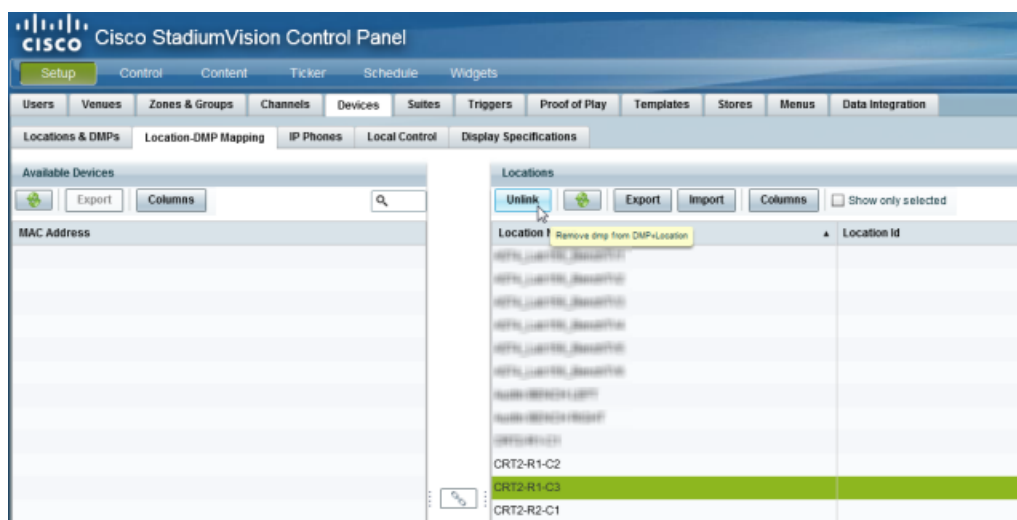 CISCO Cisco StadiumVision Control Panel
Setup Control Content Ticker Schedule Widgets
Users Venues Zones & Groups Channels Devices Suites Triggers Proof of Play Templates Stores Menus Data Integration
Locations & DMPs Location-DMP Mapping IP Phones Local Control Display Specifications
Available Devices
Export Columns
MAC Address
Locations
Unlink Export Import Columns Show only selected
Location Location Id
Remove dmp from DMP+Location
CRT2-R1-C2
CRT2-R1-C3
CRT2-R2-C1